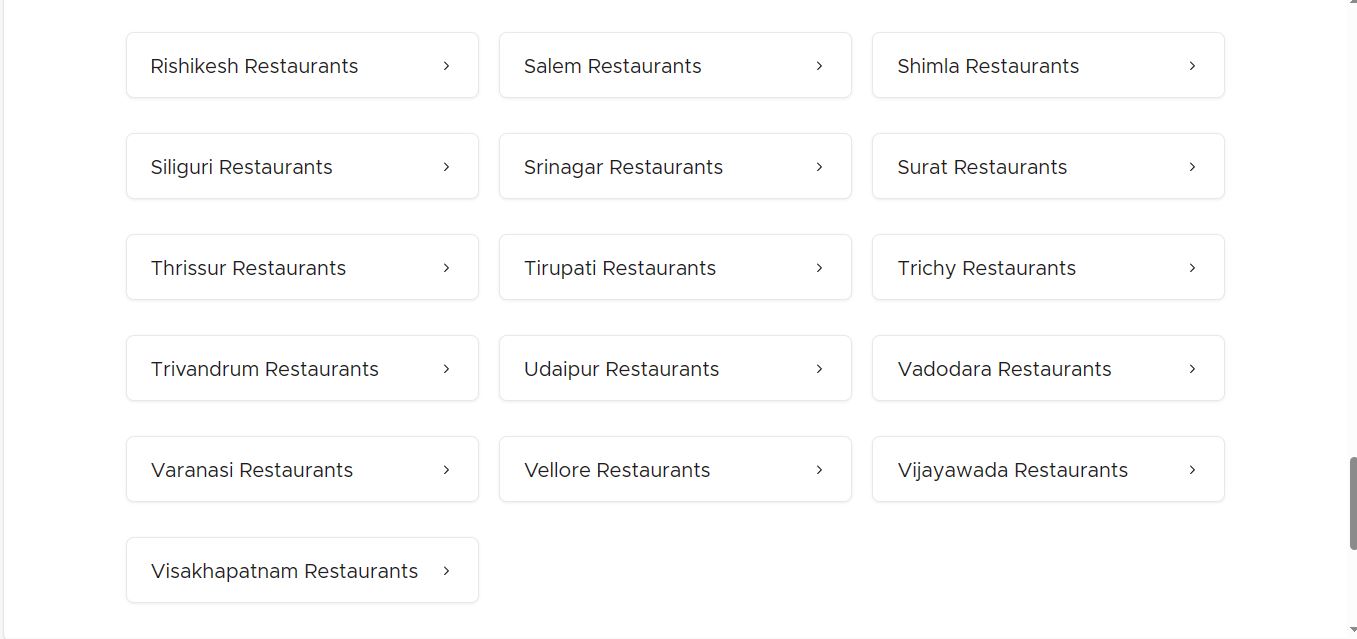 Rishikesh Restaurants
Salem Restaurants
Shimla Restaurants
Siliguri Restaurants
Srinagar Restaurants
Surat Restaurants
Thrissur Restaurants
Tirupati Restaurants
Trichy Restaurants
Trivandrum Restaurants
Udaipur Restaurants
Vadodara Restaurants
Varanasi Restaurants
Vellore Restaurants
Vijayawada Restaurants
Visakhapatnam Restaurants